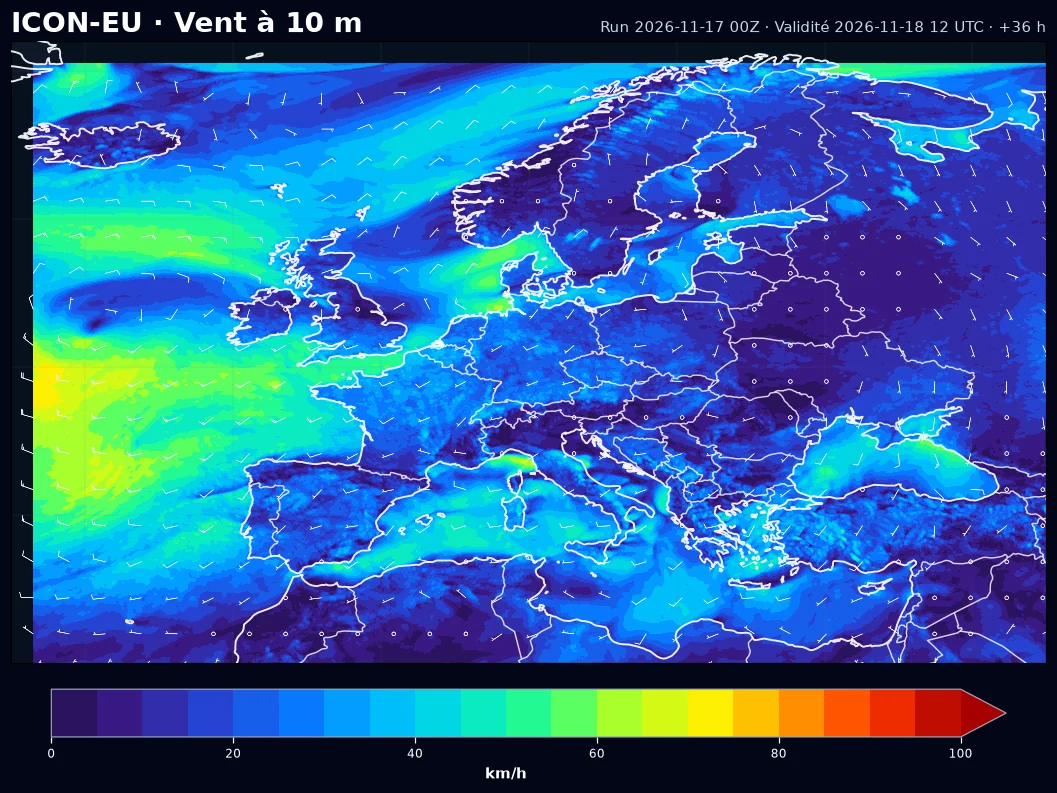 ICON-EU · Vent à 10 m
Run 2026-11-17 00Z · Validité 2026-11-18 12 UTC · +36 h
0 20 40 60 80 100
km/h